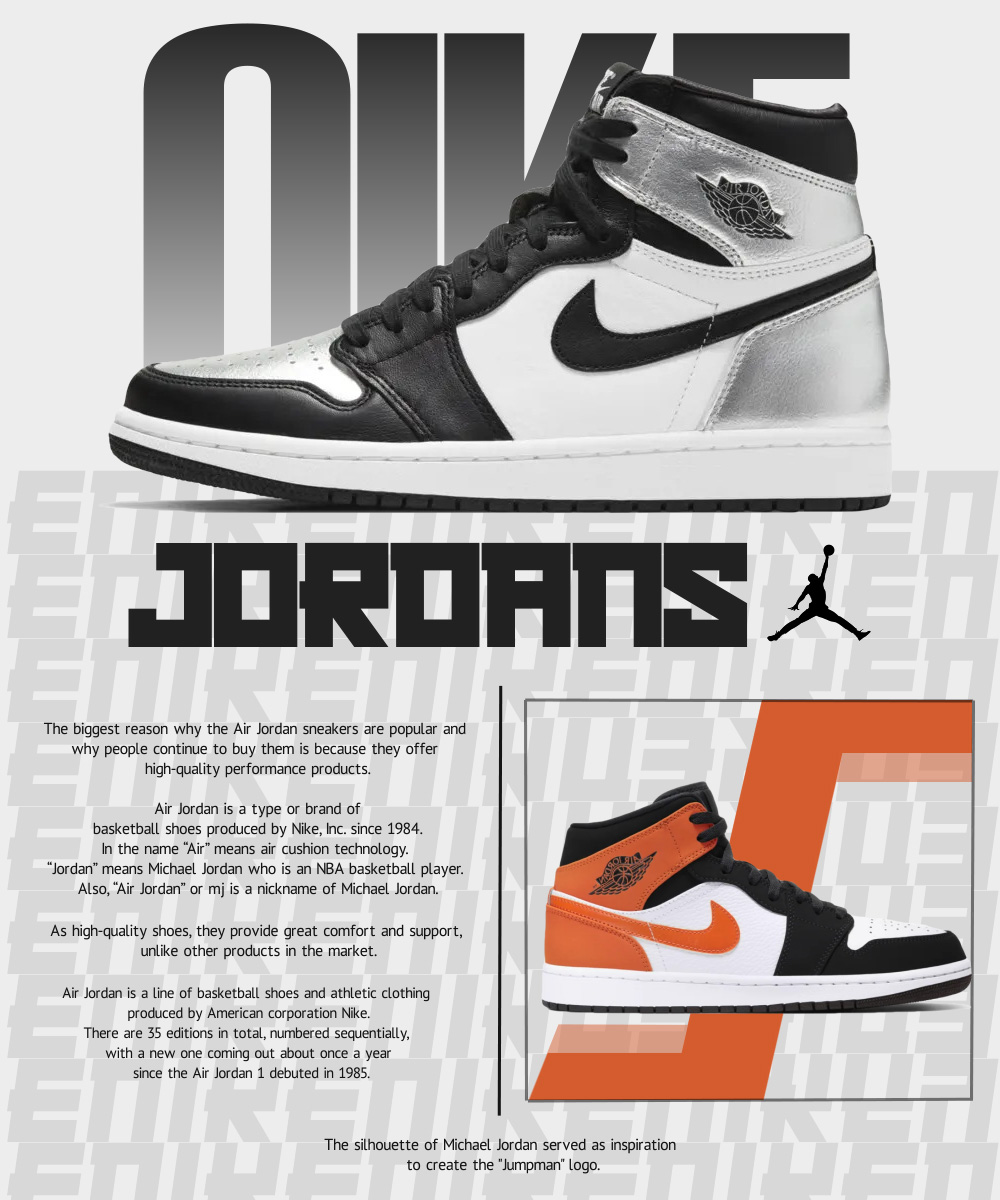 NIKE
AIR JORDAN
JORDANS
The biggest reason why the Air Jordan sneakers are popular and
why people continue to buy them is because they offer
high-quality performance products.
Air Jordan is a type or brand of
basketball shoes produced by Nike, Inc. since 1984.
In the name “Air” means air cushion technology.
“Jordan” means Michael Jordan who is an NBA basketball player.
Also, “Air Jordan” or mj is a nickname of Michael Jordan.
As high-quality shoes, they provide great comfort and support,
unlike other products in the market.
Air Jordan is a line of basketball shoes and athletic clothing
produced by American corporation Nike.
There are 35 editions in total, numbered sequentially,
with a new one coming out about once a year
since the Air Jordan 1 debuted in 1985.
The silhouette of Michael Jordan served as inspiration
to create the "Jumpman" logo.